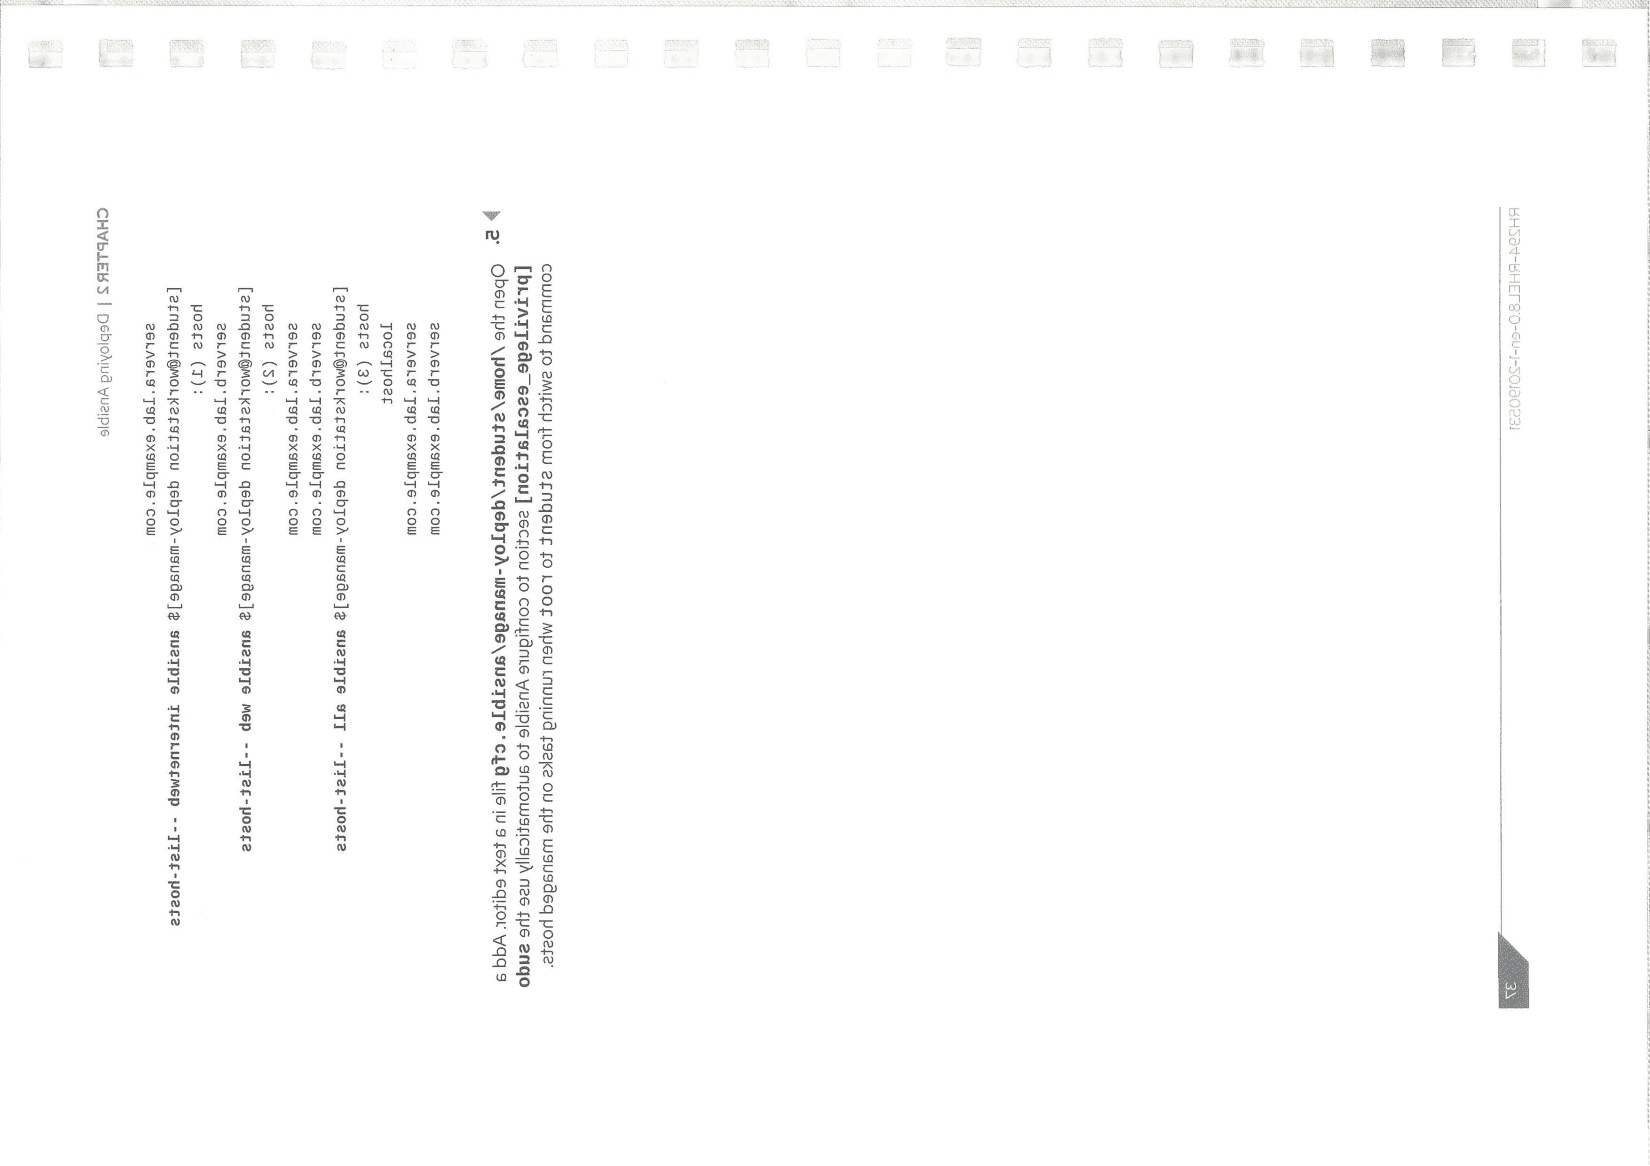 CHAPTER 2 | Deploying Ansible
servera.lab.example.com
[student@workstation deploy-manage]$ ansible internetweb --list-hosts
hosts (1):
serverb.lab.example.com
[student@workstation deploy-manage]$ ansible web --list-hosts
hosts (2):
servera.lab.example.com
serverb.lab.example.com
[student@workstation deploy-manage]$ ansible all --list-hosts
hosts (3):
localhost
servera.lab.example.com
serverb.lab.example.com
5. Open the /home/student/deploy-manage/ansible.cfg file in a text editor. Add a
[privilege_escalation] section to configure Ansible to automatically use the sudo
command to switch from student to root when running tasks on the managed hosts.
RH294-RHEL8.0-en-1-20190531
37